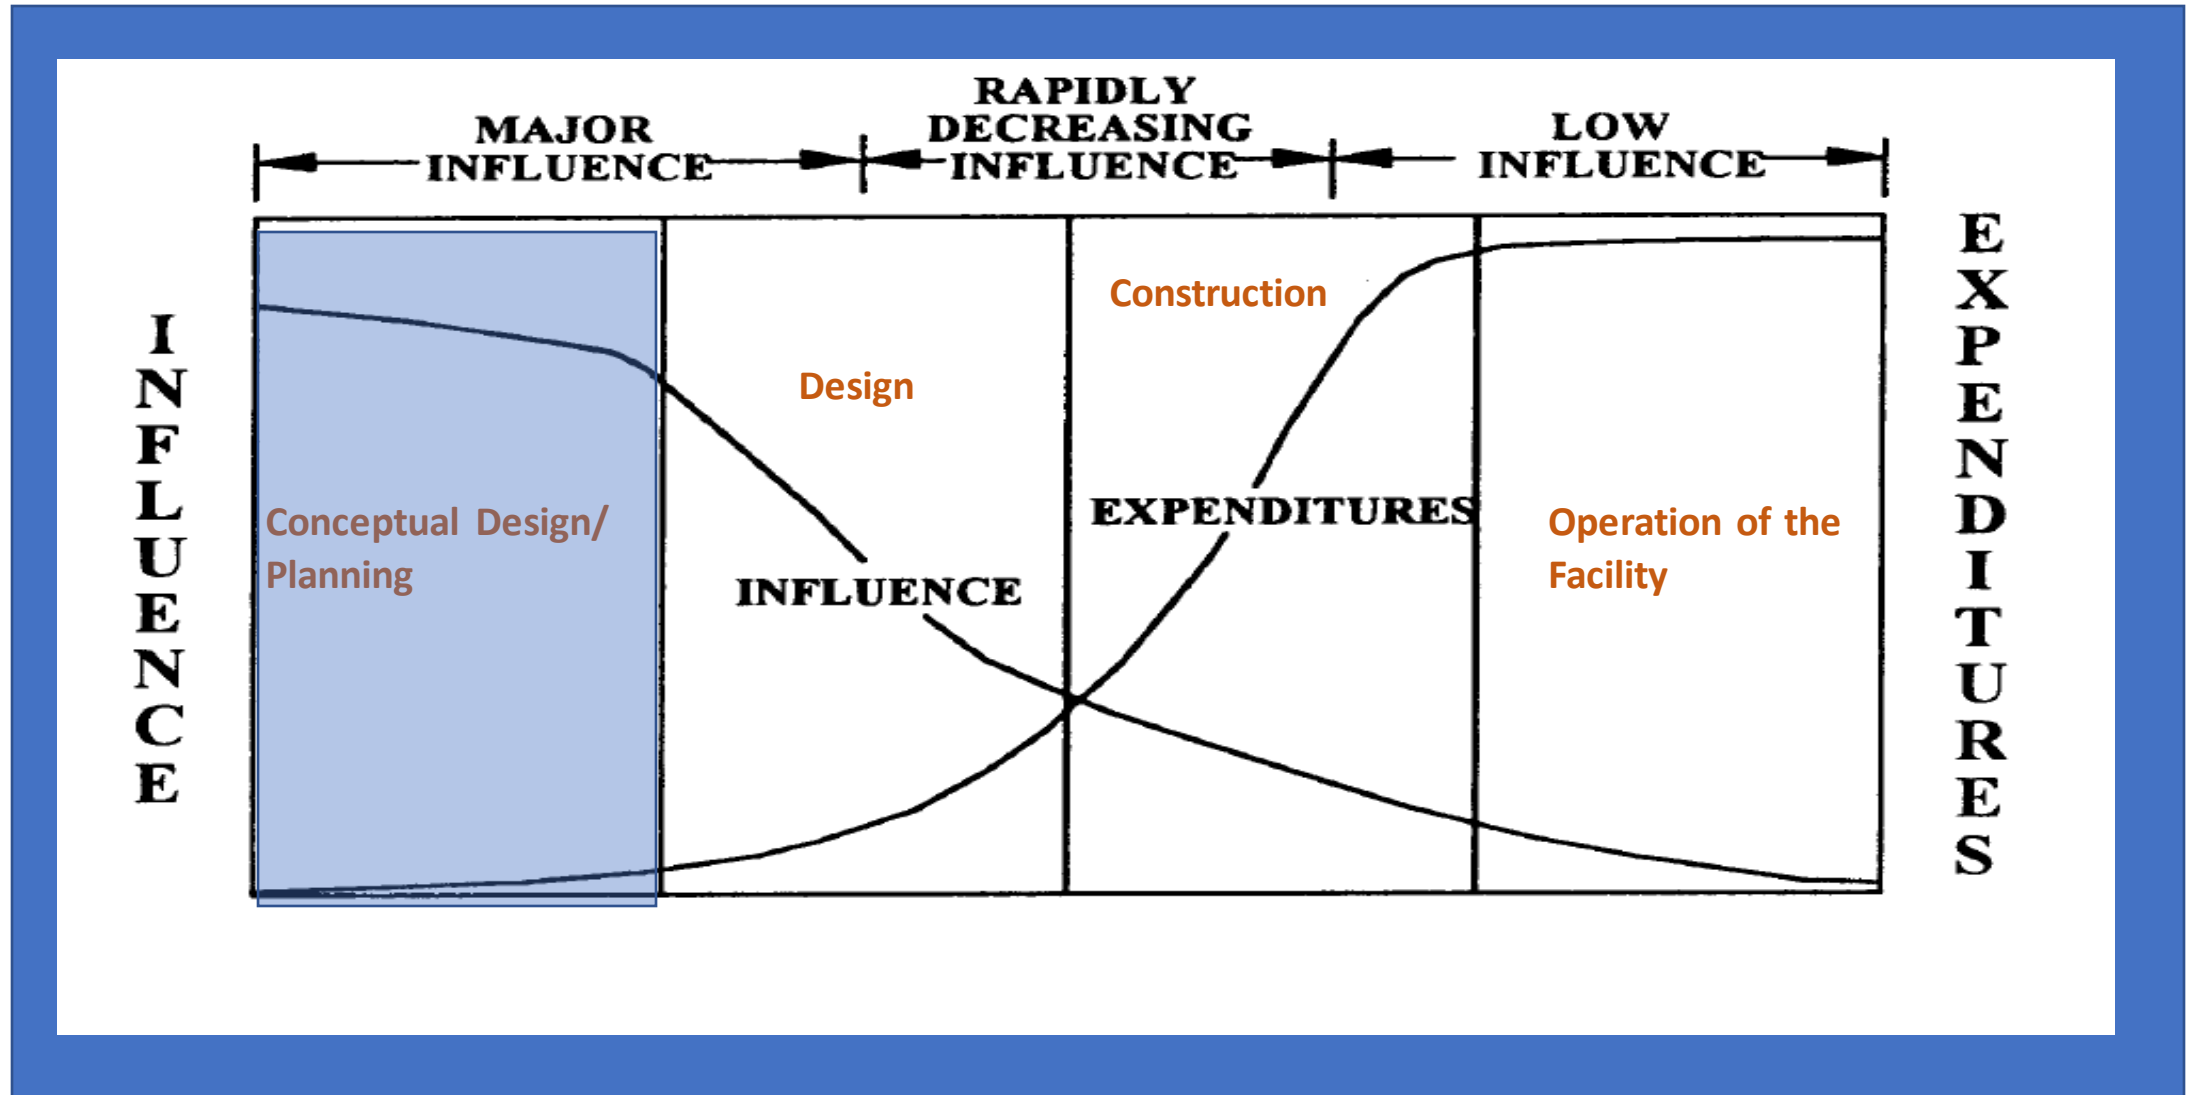 MAJOR
INFLUENCE
RAPIDLY
DECREASING
INFLUENCE
LOW
INFLUENCE
INFLUENCE
Conceptual Design/
Planning
Design
INFLUENCE
Construction
EXPENDITURES
Operation of the
Facility
EXPENDITURES